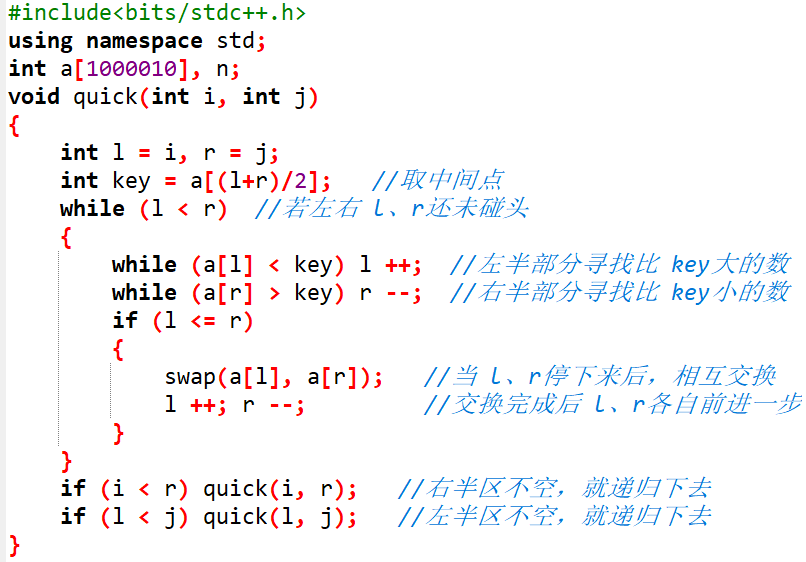 #include<bits/stdc++.h>
using namespace std;
int a[1000010], n;
void quick(int i, int j)
{
    int l = i, r = j;
    int key = a[(l+r)/2];   //取中间点
    while (l < r)  //若左右 l、r还未碰头
    {
        while (a[l] < key) l ++;  //左半部分寻找比 key大的数
        while (a[r] > key) r --;  //右半部分寻找比 key小的数
        if (l <= r)
        {
            swap(a[l], a[r]);   //当 l、r停下来后，相互交换
            l ++; r --;         //交换完成后 l、r各自前进一步
        }
    }
    if (i < r) quick(i, r);   //右半区不空，就递归下去
    if (l < j) quick(l, j);   //左半区不空，就递归下去
}